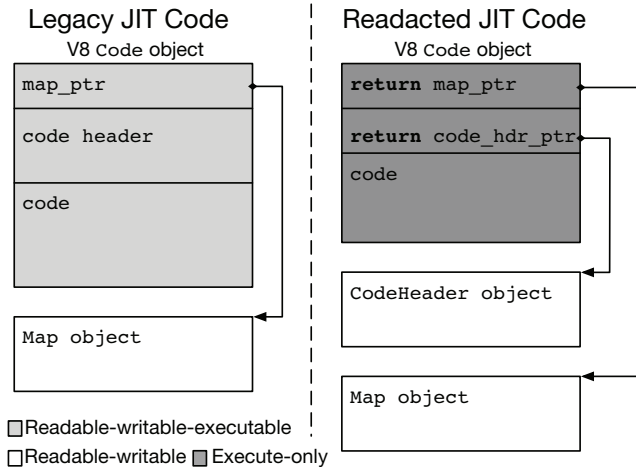 Legacy JIT Code
V8 Code object
map_ptr
code header
code
Map object
Readacted JIT Code
V8 Code object
return map_ptr
return code_hdr_ptr
code
CodeHeader object
Map object
Readable-writable-executable
Readable-writable
Execute-only